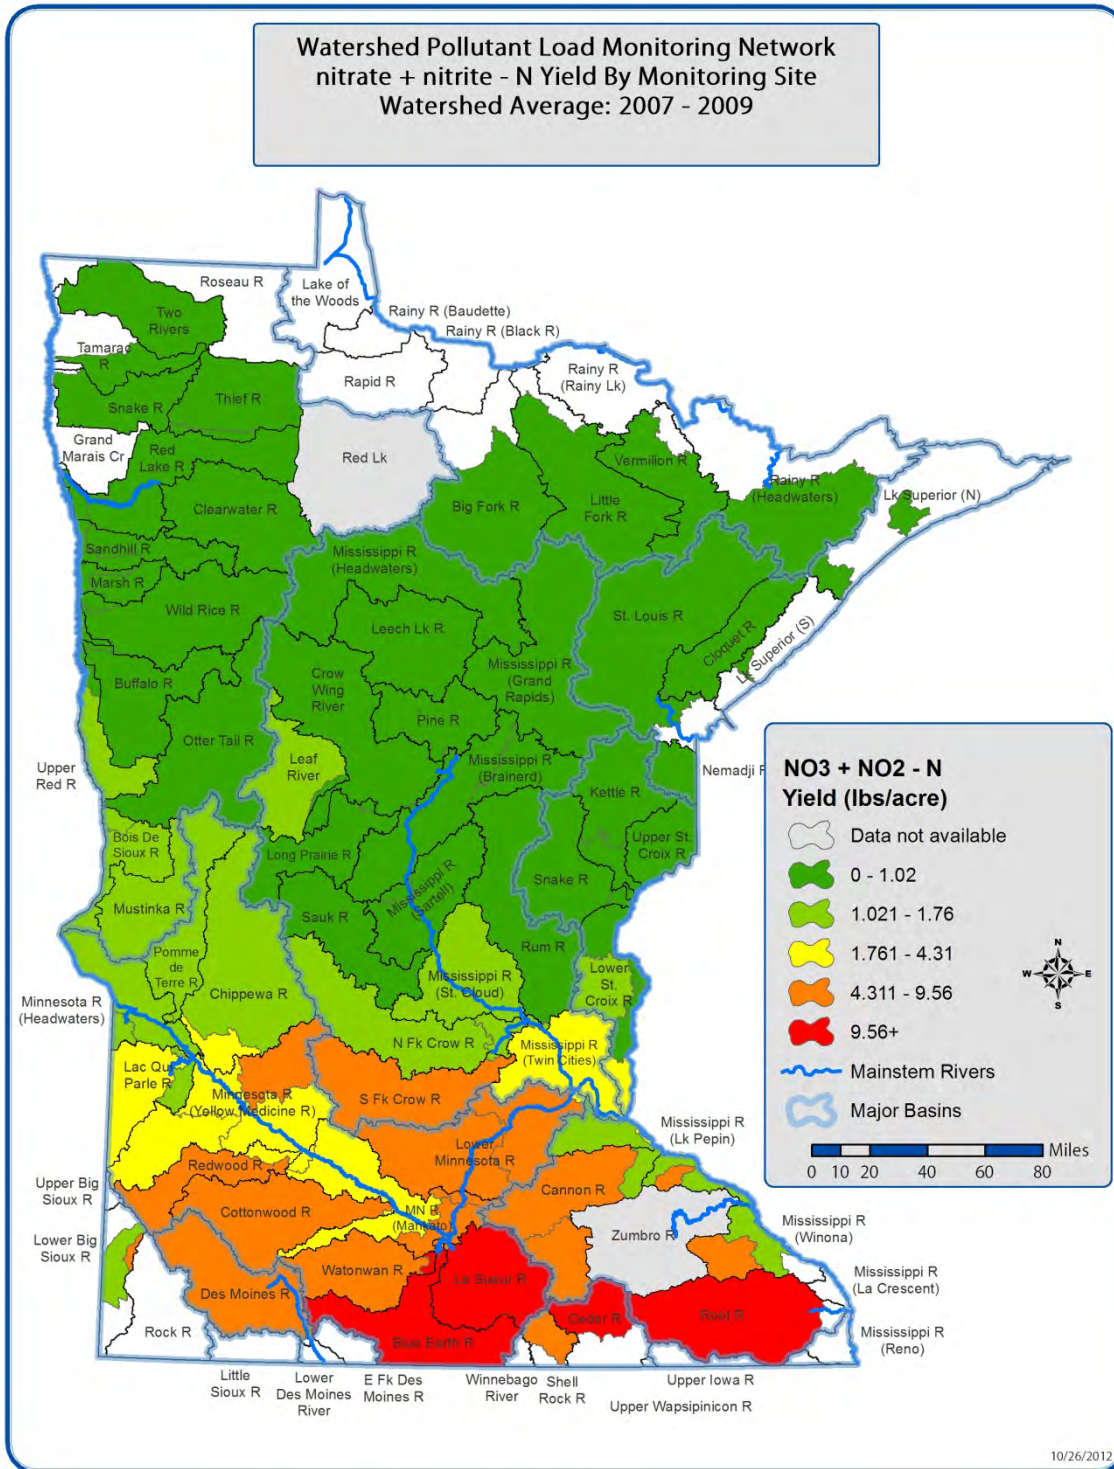 Watershed Pollutant Load Monitoring Network
nitrate + nitrite - N Yield By Monitoring Site
Watershed Average: 2007 - 2009
Roseau R
Lake of
the Woods
Two
Rivers
Rainy R (Baudette)
Rainy R (Black R)
Tamarac
R
Rapid R
Rainy R
(Rainy Lk)
Snake R
Thief R
Grand
Marais Cr
Red
Lake R
Red Lk
Vermilion R
Rainy R
(Headwaters)
Lk Superior (N)
Clearwater R
Big Fork R
Little
Fork R
Sandhill R
Mississippi R
(Headwaters)
Marsh R
Wild Rice R
Leech Lk R
St. Louis R
Cloquet R
Lk Superior (S)
Buffalo R
Crow
Wing
River
Mississippi R
(Grand
Rapids)
Pine R
Otter Tail R
Leaf
River
Mississippi R
(Brainerd)
Upper
Red R
Nemadji R
Kettle R
Bois De
Sioux R
Long Prairie R
Upper St.
Croix R
Mississippi R
(Sartell)
Snake R
Mustinka R
Sauk R
Rum R
Pomme
de
Terre R
Chippewa R
Mississippi R
(St. Cloud)
Lower
St.
Croix R
Minnesota R
(Headwaters)
N Fk Crow R
Mississippi R
(Twin Cities)
Lac Qui
Parle R
Minnesota R
(Yellow Medicine R)
S Fk Crow R
Mississippi R
(Lk Pepin)
Lower
Minnesota R
Redwood R
Upper Big
Sioux R
Cannon R
Cottonwood R
MN R
(Mankato)
Lower Big
Sioux R
Zumbro R
Mississippi R
(Winona)
Watonwan R
Le Sueur R
Des Moines R
Mississippi R
(La Crescent)
Rock R
Blue Earth R
Cedar R
Root R
Mississippi R
(Reno)
Little
Sioux R
Lower
Des Moines
River
E Fk Des
Moines R
Winnebago
River
Shell
Rock R
Upper Iowa R
Upper Wapsipinicon R
NO3 + NO2 - N
Yield (lbs/acre)
Data not available
0 - 1.02
1.021 - 1.76
1.761 - 4.31
4.311 - 9.56
9.56+
Mainstem Rivers
Major Basins
Miles
0 10 20 40 60 80
N
W E
S
10/26/2012